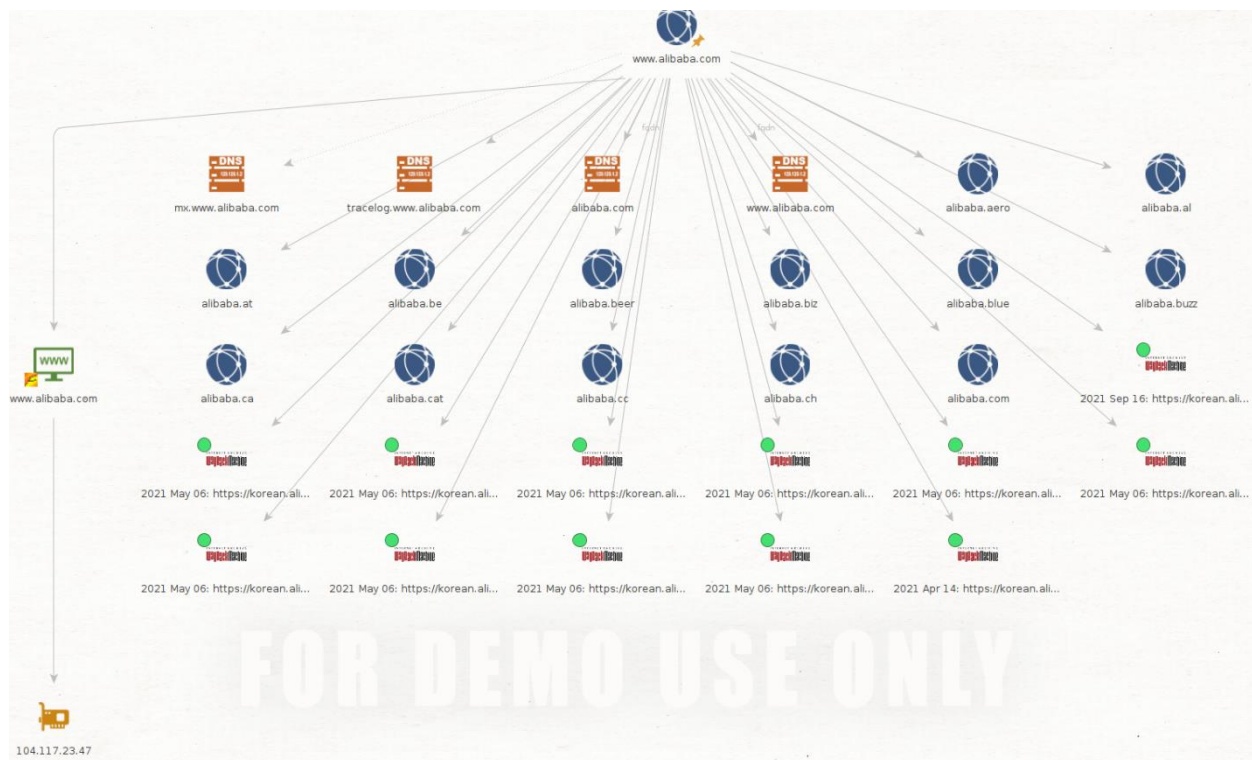 www.alibaba.com
fqdn
fqdn
DNS
DNS
DNS
DNS
mx.www.alibaba.com
tracelog.www.alibaba.com
alibaba.com
www.alibaba.com
alibaba.aero
alibaba.al
alibaba.at
alibaba.be
alibaba.beer
alibaba.biz
alibaba.blue
alibaba.buzz
www
www.alibaba.com
alibaba.ca
alibaba.cat
alibaba.cc
alibaba.ch
alibaba.com
2021 Sep 16: https://korean.ali...
2021 May 06: https://korean.ali...
2021 May 06: https://korean.ali...
2021 May 06: https://korean.ali...
2021 May 06: https://korean.ali...
2021 May 06: https://korean.ali...
2021 May 06: https://korean.ali...
2021 May 06: https://korean.ali...
2021 May 06: https://korean.ali...
2021 May 06: https://korean.ali...
2021 May 06: https://korean.ali...
2021 Apr 14: https://korean.ali...
FOR DEMO USE ONLY
104.117.23.47